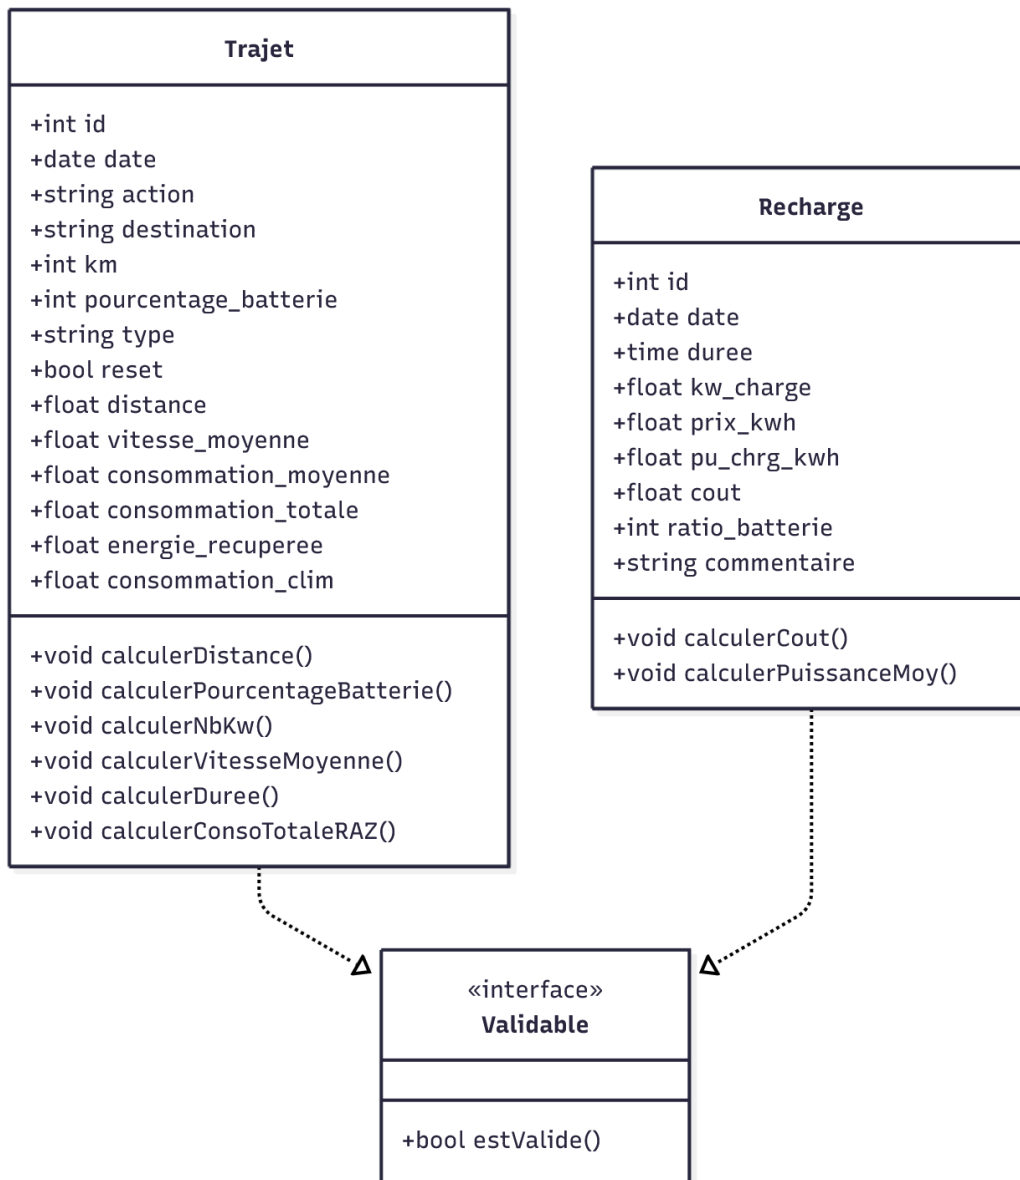 Trajet
+int id
+date date
+string action
+string destination
+int km
+int pourcentage_batterie
+string type
+bool reset
+float distance
+float vitesse_moyenne
+float consommation_moyenne
+float consommation_totale
+float energie_recuperee
+float consommation_clim
+void calculerDistance()
+void calculerPourcentageBatterie()
+void calculerNbKw()
+void calculerVitesseMoyenne()
+void calculerDuree()
+void calculerConsoTotaleRAZ()
Recharge
+int id
+date date
+time duree
+float kw_charge
+float prix_kwh
+float pu_chrg_kwh
+float cout
+int ratio_batterie
+string commentaire
+void calculerCout()
+void calculerPuissanceMoy()
«interface»
Validable
+bool estValide()